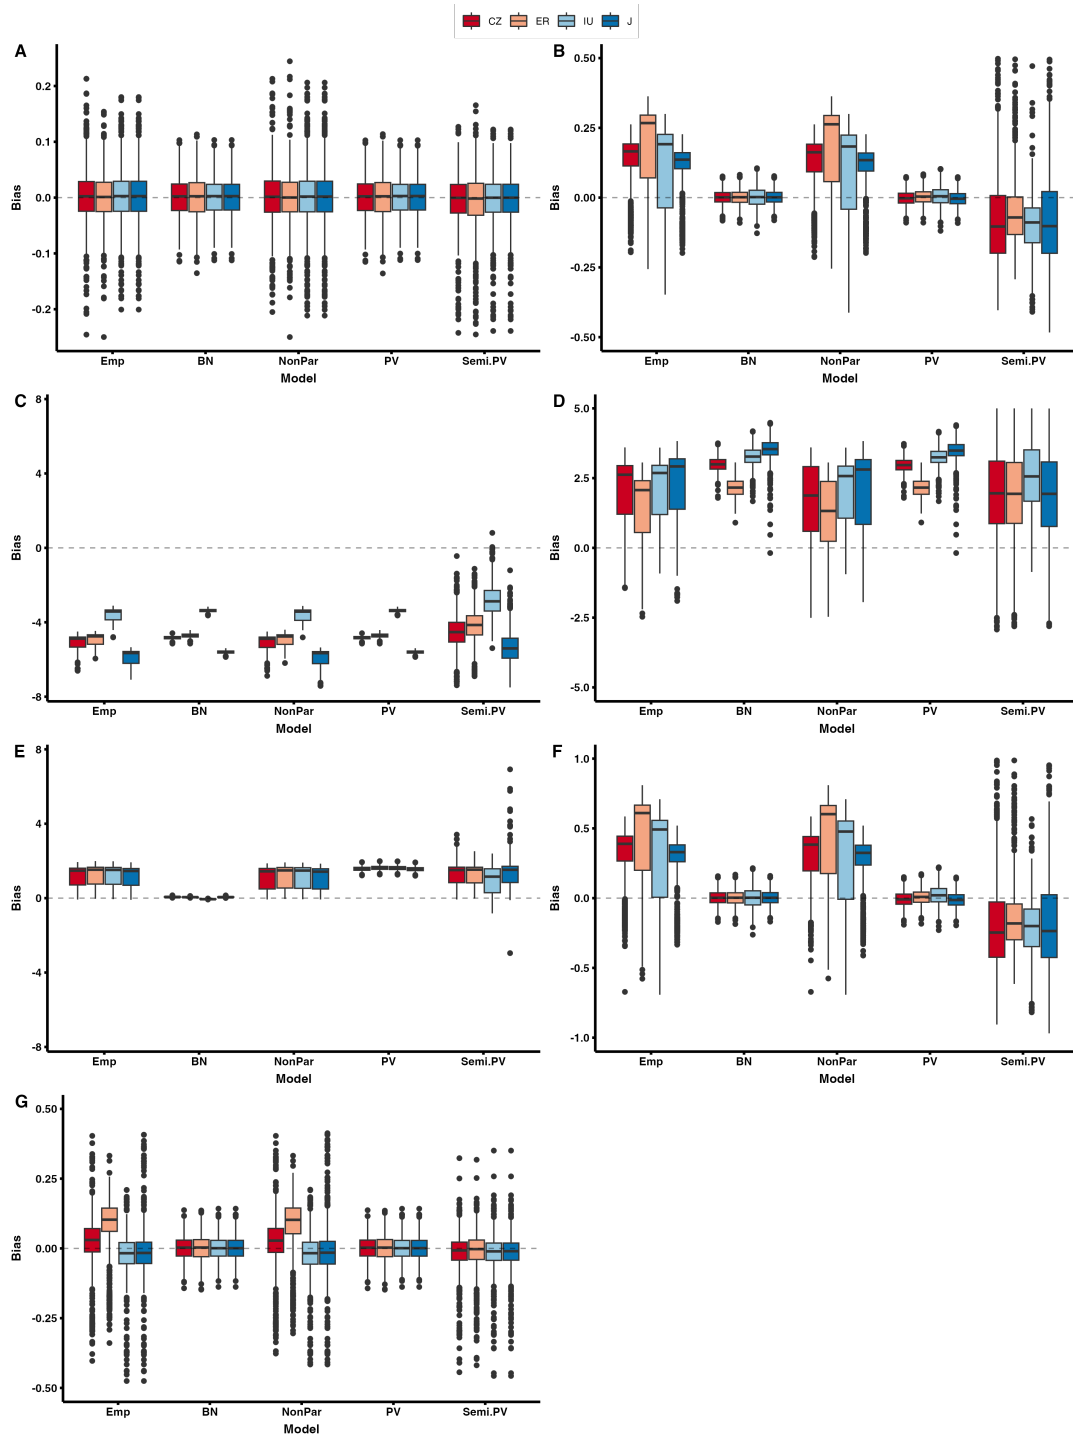 CZ ER IU J
A
0.2
0.1
0.0
-0.1
-0.2
Bias
Emp BN NonPar PV Semi.PV
Model
B
0.50
0.25
0.00
-0.25
-0.50
Bias
Emp BN NonPar PV Semi.PV
Model
C
8
4
0
-4
-8
Bias
Emp BN NonPar PV Semi.PV
Model
D
5.0
2.5
0.0
-2.5
-5.0
Bias
Emp BN NonPar PV Semi.PV
Model
E
8
4
0
-4
-8
Bias
Emp BN NonPar PV Semi.PV
Model
F
1.0
0.5
0.0
-0.5
-1.0
Bias
Emp BN NonPar PV Semi.PV
Model
G
0.50
0.25
0.00
-0.25
-0.50
Bias
Emp BN NonPar PV Semi.PV
Model